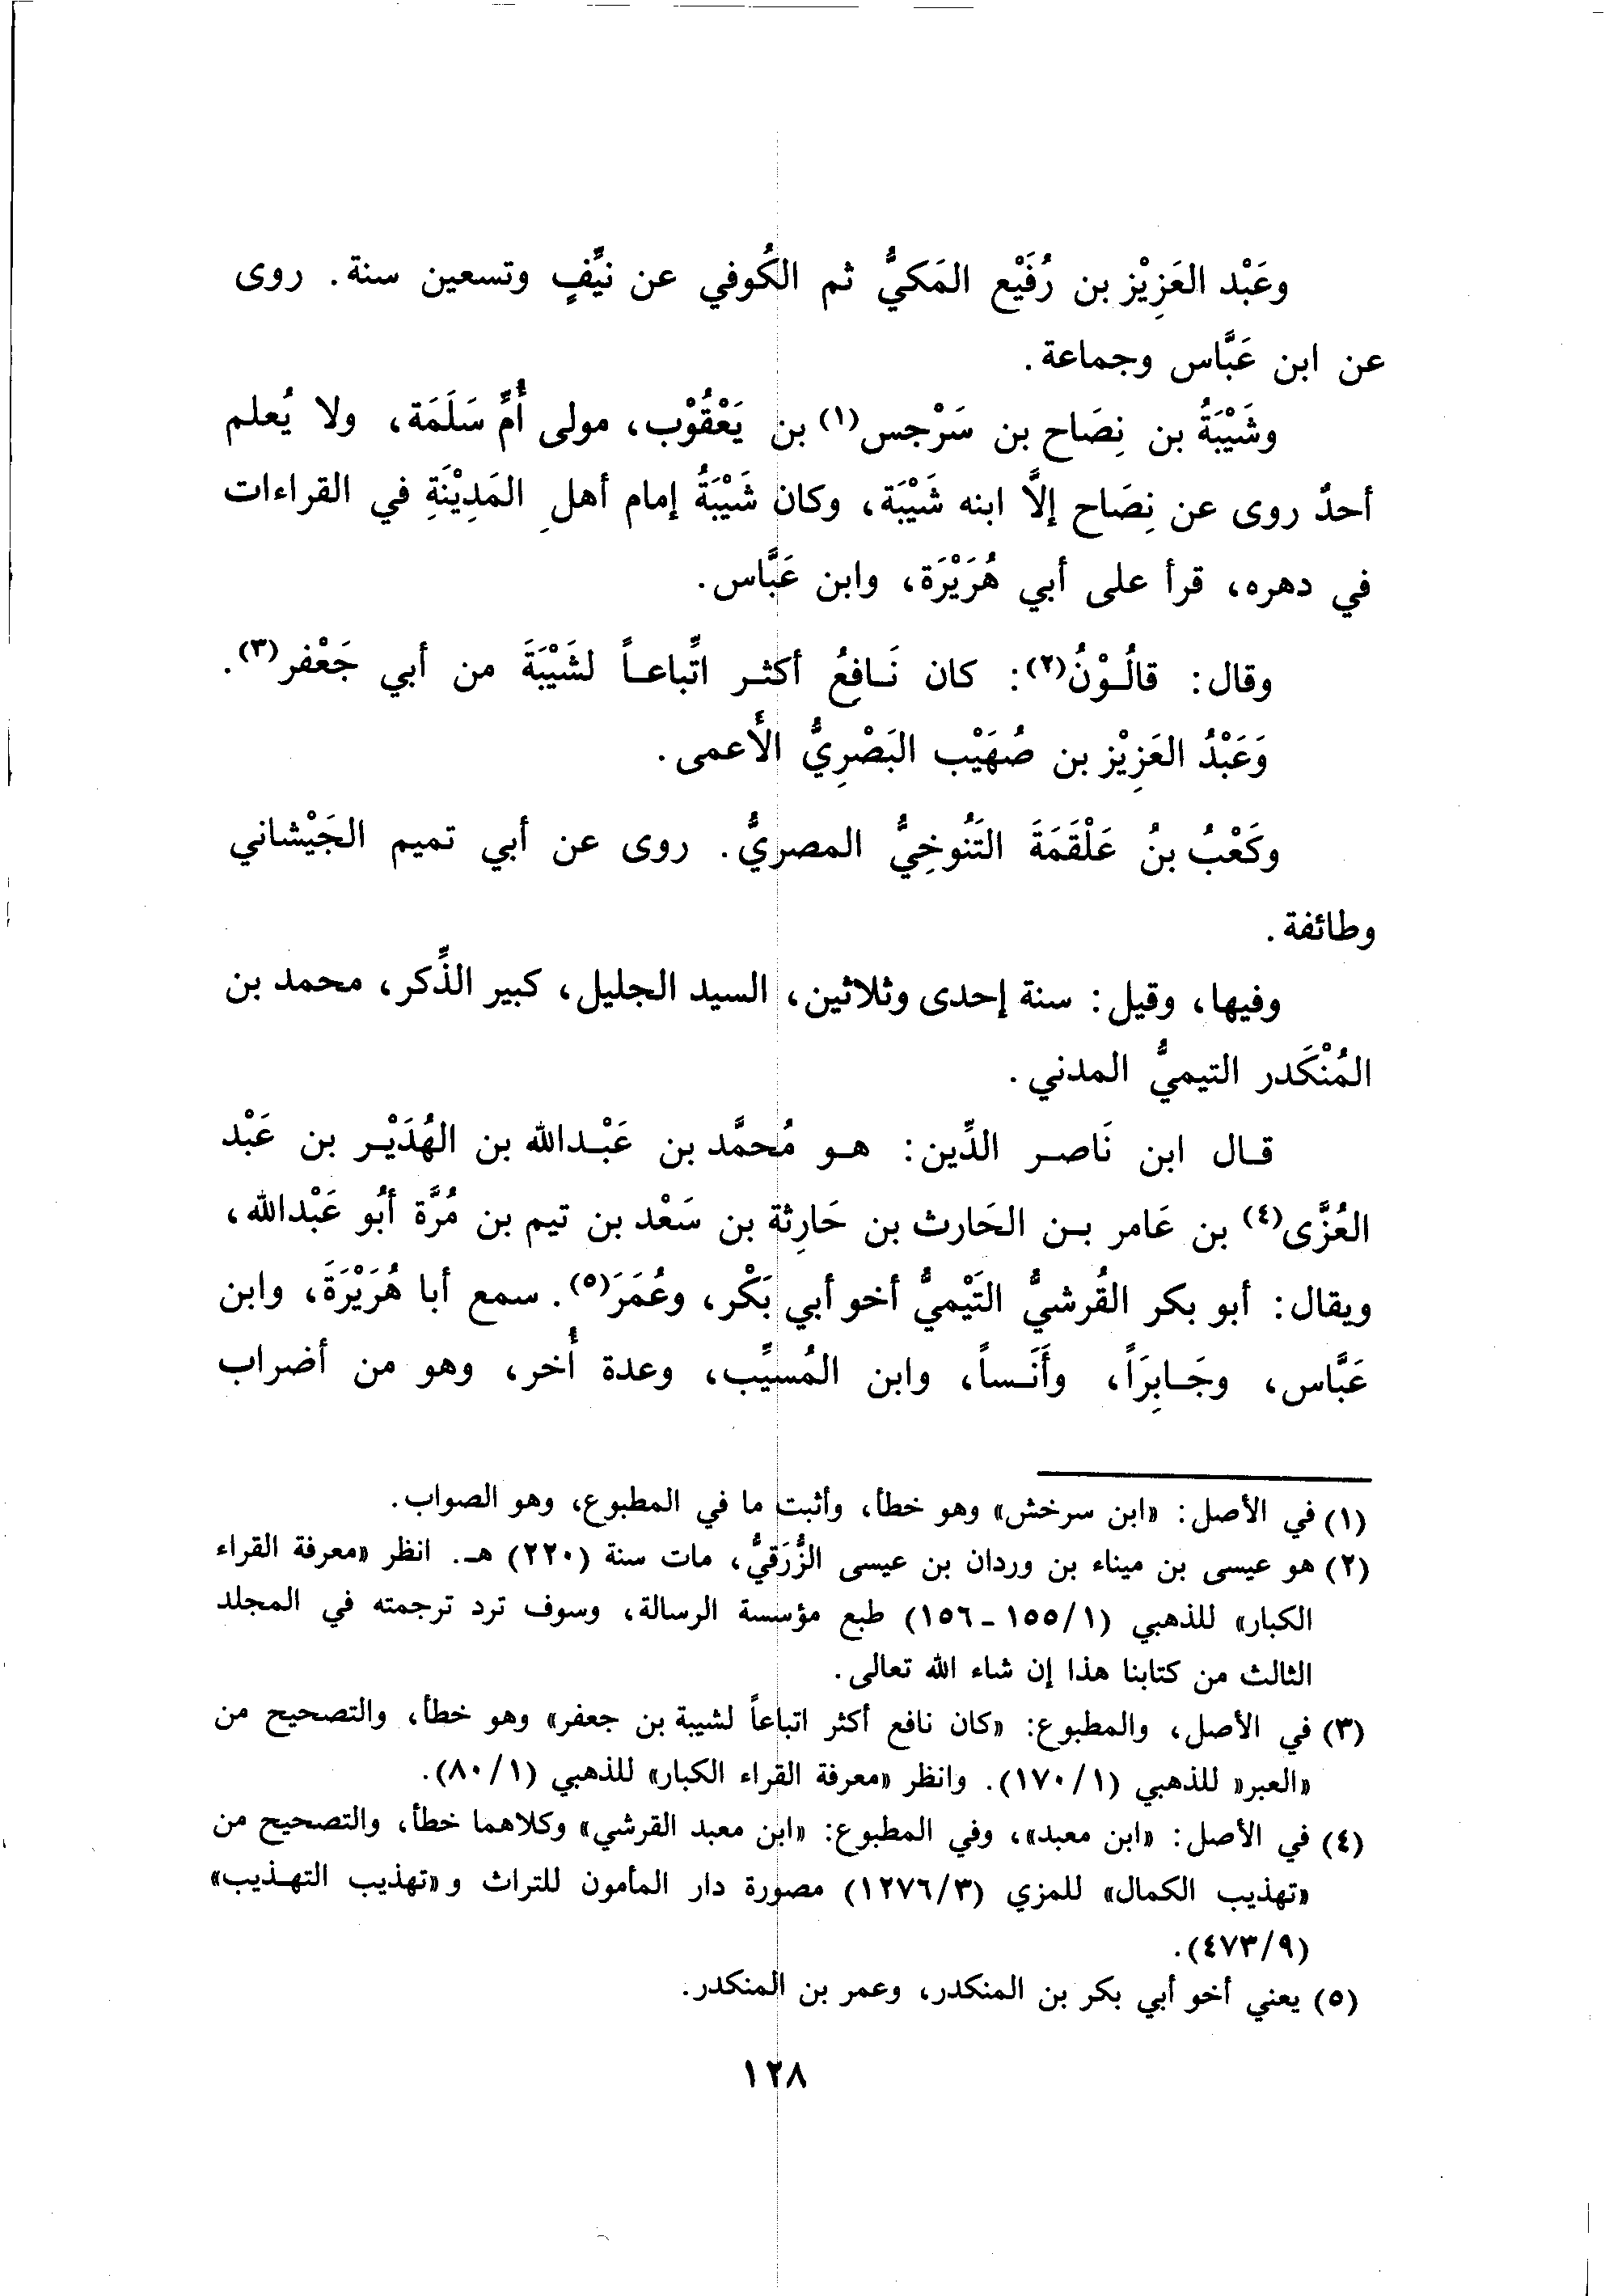 وعَبْد العَزِيْز بن رُفَيْع المَكيُّ ثم الكُوفي عن نيَّفٍ وتسعين سنة. روى
عن ابن عَبَّاس وجماعة.
وشَيْبَةُ بن نِصَاح بن سَرْجس(١) بن يَعْقُوْب، مولى أُمِّ سَلَمَة، ولا يُعلم
أحدٌ روى عن نِصَاح إلَّا ابنه شَيْبَة، وكان شَيْبَةُ إمام أهلِ المَدِيْنَةِ في القراءات
في دهره، قرأ على أبي هُرَيْرَة، وابن عَبَّاس.
وقال: قالُوْنُ(٢): كان نَافعُ أكثر اتِّباعاً لشَيْبَةَ من أبي جَعْفر(٣).
وَعَبْدُ العَزِيْز بن صُهَيْب البَصْرِيُّ الأَعمى.
وكَعْبُ بنُ عَلْقَمَةَ التَنُوخِيُّ المصريُّ. روى عن أبي تميم الجَيْشاني
وطائفة.
وفيها، وقيل: سنة إحدى وثلاثين، السيد الجليل، كبير الذِّكر، محمد بن
المُنْكَدر التيميُّ المدني.
قال ابن نَاصر الدِّين: هو مُحمَّد بن عَبْدالله بن الهُدَيْر بن عَبْد
العُزَّى(٤) بن عَامر بن الحَارث بن حَارِثة بن سَعْد بن تيم بن مُرَّة أبُو عَبْدالله،
ويقال: أبو بكر القُرشيُّ التَيْميُّ أخو أبي بَكْر، وعُمَرَ(٥). سمع أبا هُرَيْرَةَ، وابن
عَبَّاس، وجَابِرَاً، وأَنَساً، وابن المُسيِّب، وعدة أُخر، وهو من أضراب
(١) في الأصل: «ابن سرخش» وهو خطأ، وأثبت ما في المطبوع، وهو الصواب.
(٢) هو عيسى بن ميناء بن وردان بن عيسى الزُّرَقيُّ، مات سنة (٢٢٠) هـ. انظر «معرفة القراء
الكبار» للذهبي (١/١٥٥ - ١٥٦) طبع مؤسسة الرسالة، وسوف ترد ترجمته في المجلد
الثالث من كتابنا هذا إن شاء الله تعالى.
(٣) في الأصل، والمطبوع: «كان نافع أكثر اتباعاً لشيبة بن جعفر» وهو خطأ، والتصحيح من
«العبر» للذهبي (١/١٧٠). وانظر «معرفة القراء الكبار» للذهبي (١/٨٠).
(٤) في الأصل: «ابن معبد»، وفي المطبوع: «ابن معبد القرشي» وكلاهما خطأ، والتصحيح من
«تهذيب الكمال» للمزي (٣/١٢٧٦) مصورة دار المأمون للتراث و«تهذيب التهذيب»
(٩/٤٧٣).
(٥) يعني أخو أبي بكر بن المنكدر، وعمر بن المنكدر.
١٢٨